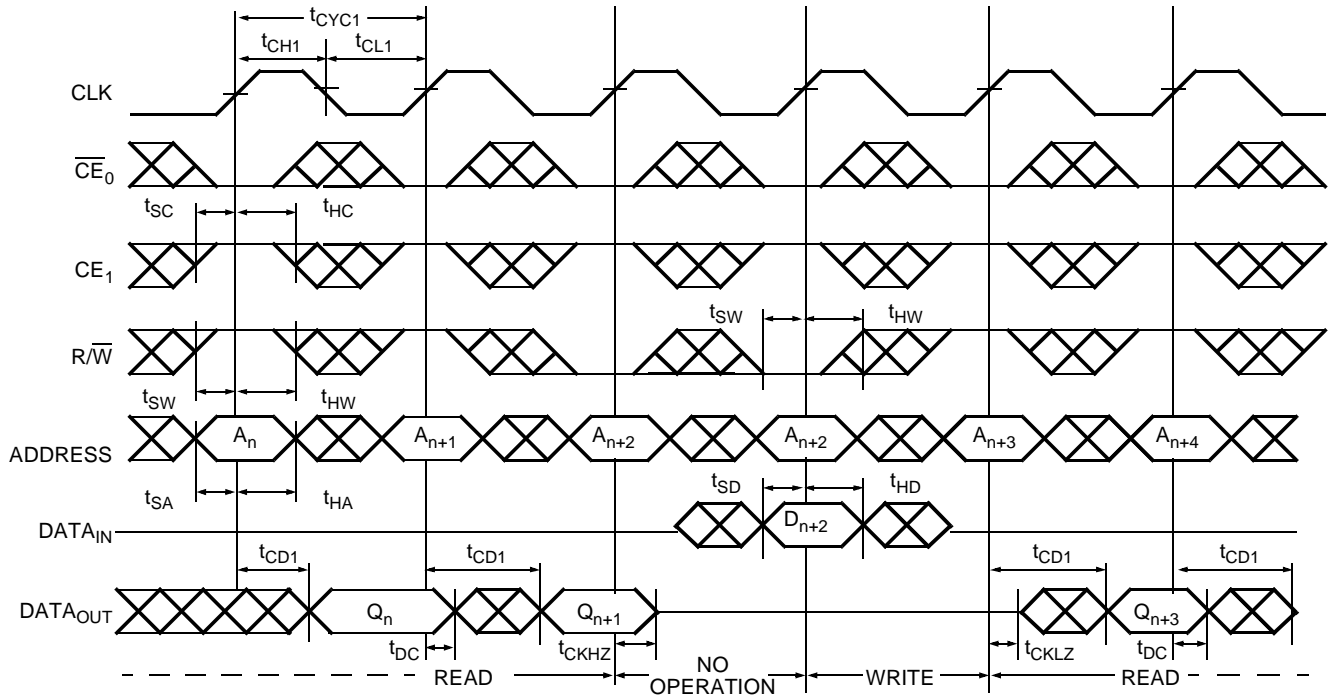 tCYC1
tCH1 tCL1
CLK
CE0
tSC tHC
CE1
tSW tHW
R/W
tSW tHW
An An+1 An+2 An+2 An+3 An+4
ADDRESS
tSA tHA tSD tHD
DATAIN Dn+2
tCD1 tCD1 tCD1 tCD1
DATAOUT Qn Qn+1 Qn+3
tDC tCKHZ tCKLZ tDC
READ NO OPERATION WRITE READ